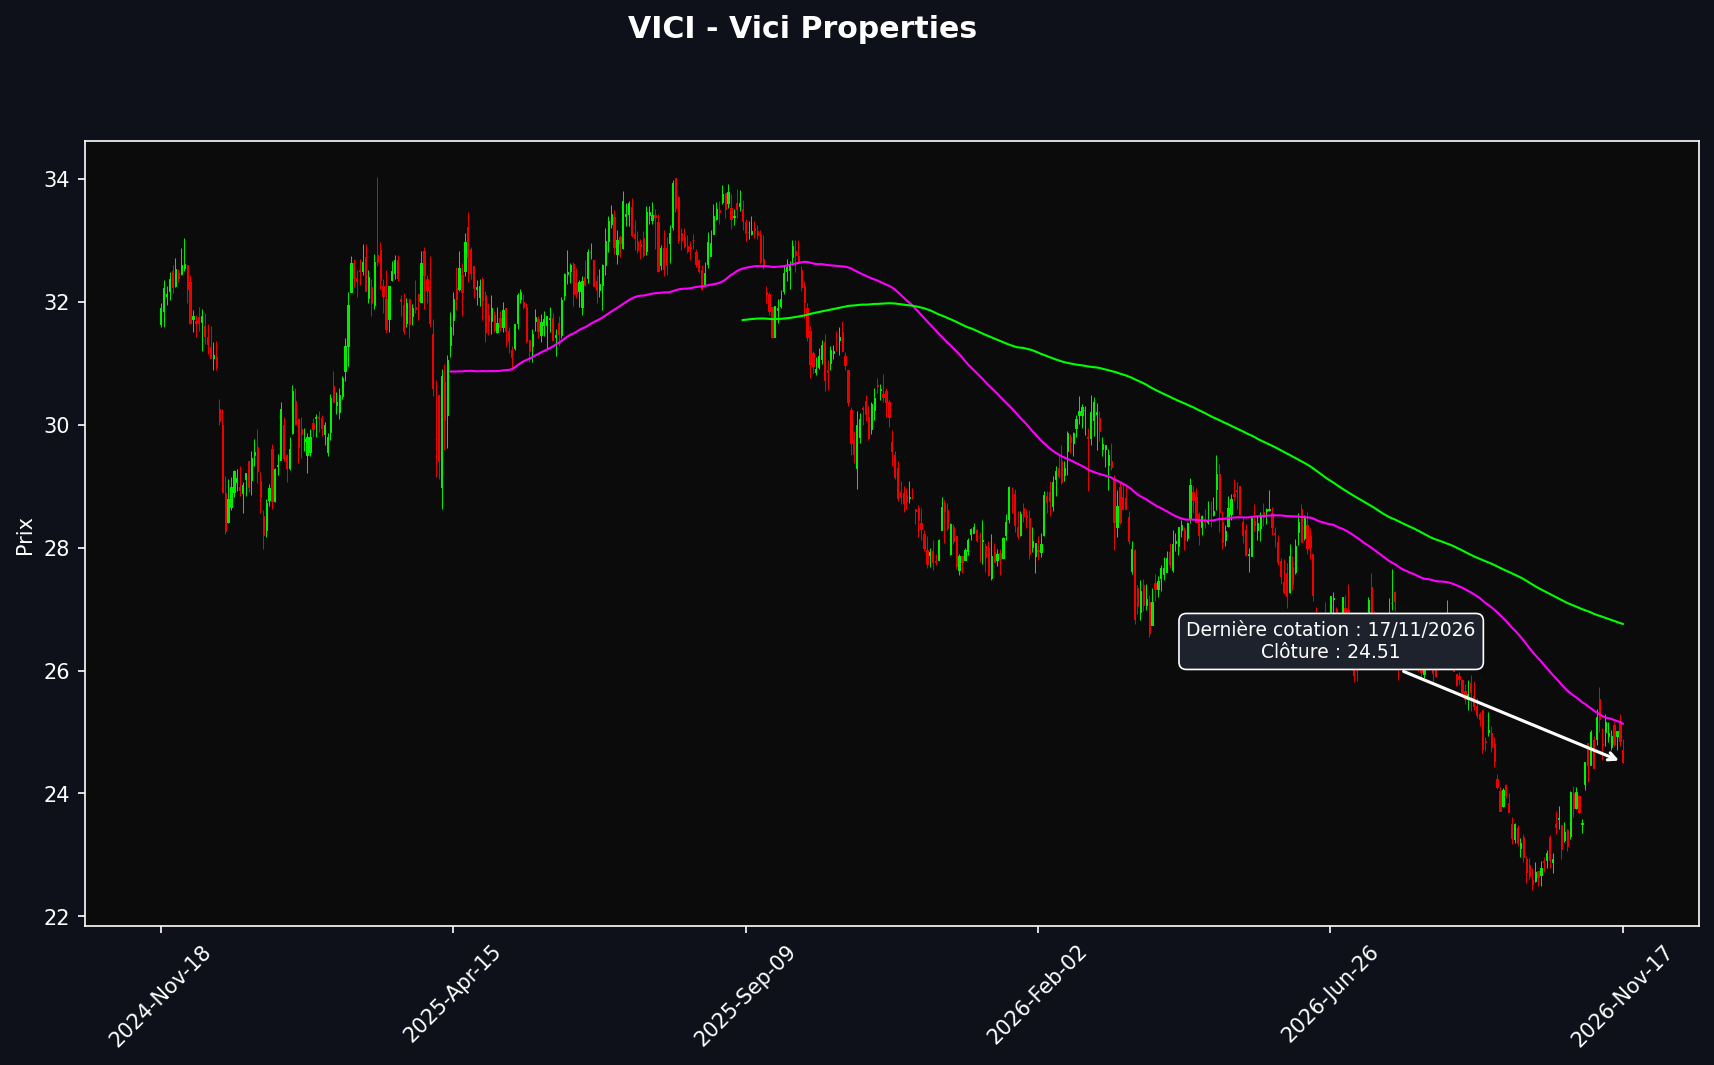 VICI - Vici Properties
34
32
30
28
26
24
22
Prix
Dernière cotation : 17/11/2026
Clôture : 24.51
2024-Nov-18
2025-Apr-15
2025-Sep-09
2026-Feb-02
2026-Jun-26
2026-Nov-17